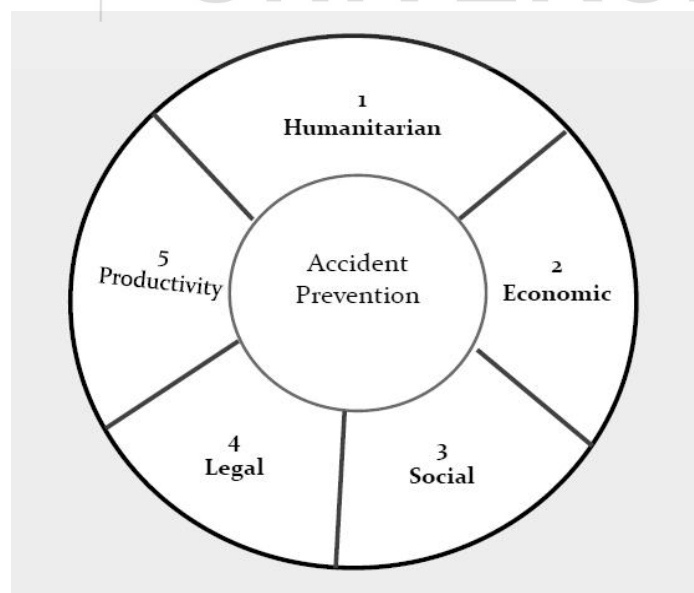 1
Humanitarian
2
Economic
3
Social
4
Legal
5
Productivity
Accident
Prevention